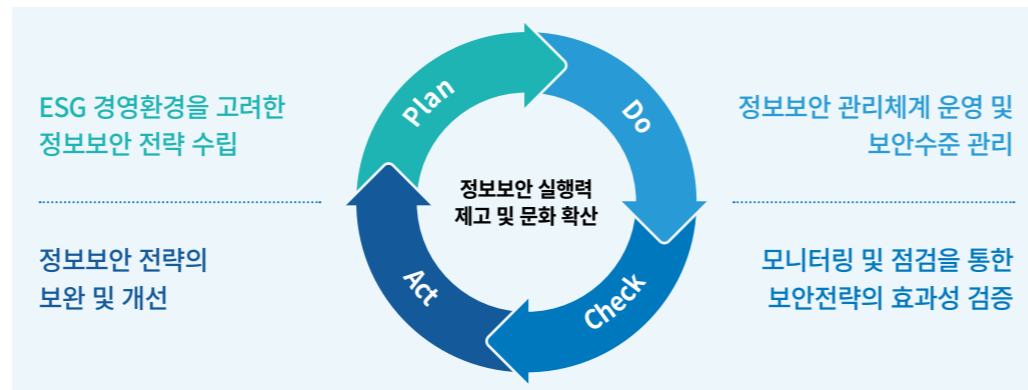 ESG 경영환경을 고려한
정보보안 전략 수립
Plan
Do
정보보안 관리체계 운영 및
보안수준 관리
정보보안 실행력
제고 및 문화 확산
정보보안 전략의
보완 및 개선
Act
Check
모니터링 및 점검을 통한
보안전략의 효과성 검증